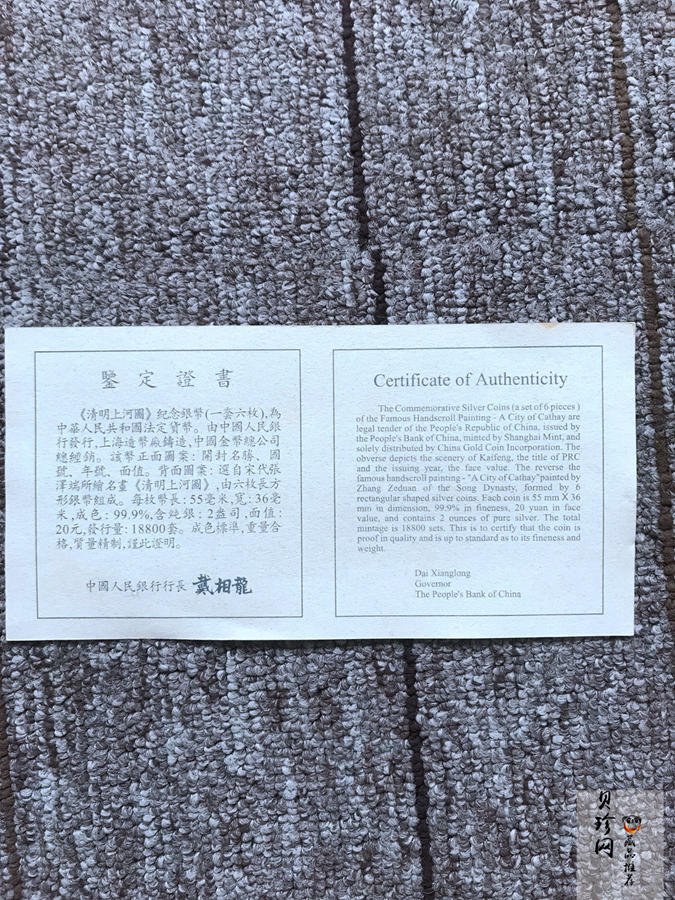 鑒定證書
《清明上河圖》紀念銀幣(一套六枚),為
中華人民共和國法定貨幣。由中國人民銀
行發行,上海造幣廠鑄造,中國金幣總公司
總經銷。該幣正面圖案:開封名勝、國
號、年號、面值。背面圖案:選自宋代張
澤端所繪名畫《清明上河圖》,由六枚長方
形銀幣組成。每枚幣長:55毫米,寬:36毫
米,成色:99.9%,含純銀:2盎司,面值:
20元,發行量:18800套。成色標準,重量合
格,質量精制,謹此證明。
中國人民銀行行長 戴相龍
Certificate of Authenticity
The Commemorative Silver Coins (a set of 6 pieces )
of the Famous Handscroll Painting - A City of Cathay are
legal tender of the People's Republic of China, issued by
the People's Bank of China, minted by Shanghai Mint, and
solely distributed by China Gold Coin Incorporation. The
obverse depicts the scenery of Kaifeng, the title of PRC
and the issuing year, the face value. The reverse the
famous handscroll painting - "A City of Cathay"painted by
Zhang Zeduan of the Song Dynasty, formed by 6
rectangular shaped silver coins. Each coin is 55 mm X 36
mm in dimension, 99.9% in fineness, 20 yuan in face
value, and contains 2 ounces of pure silver. The total
mintage is 18800 sets. This is to certify that the coin is
proof in quality and is up to standard as to its fineness and
weight.
Dai Xianglong
Governor
The People's Bank of China
贝珍网
藏品推荐